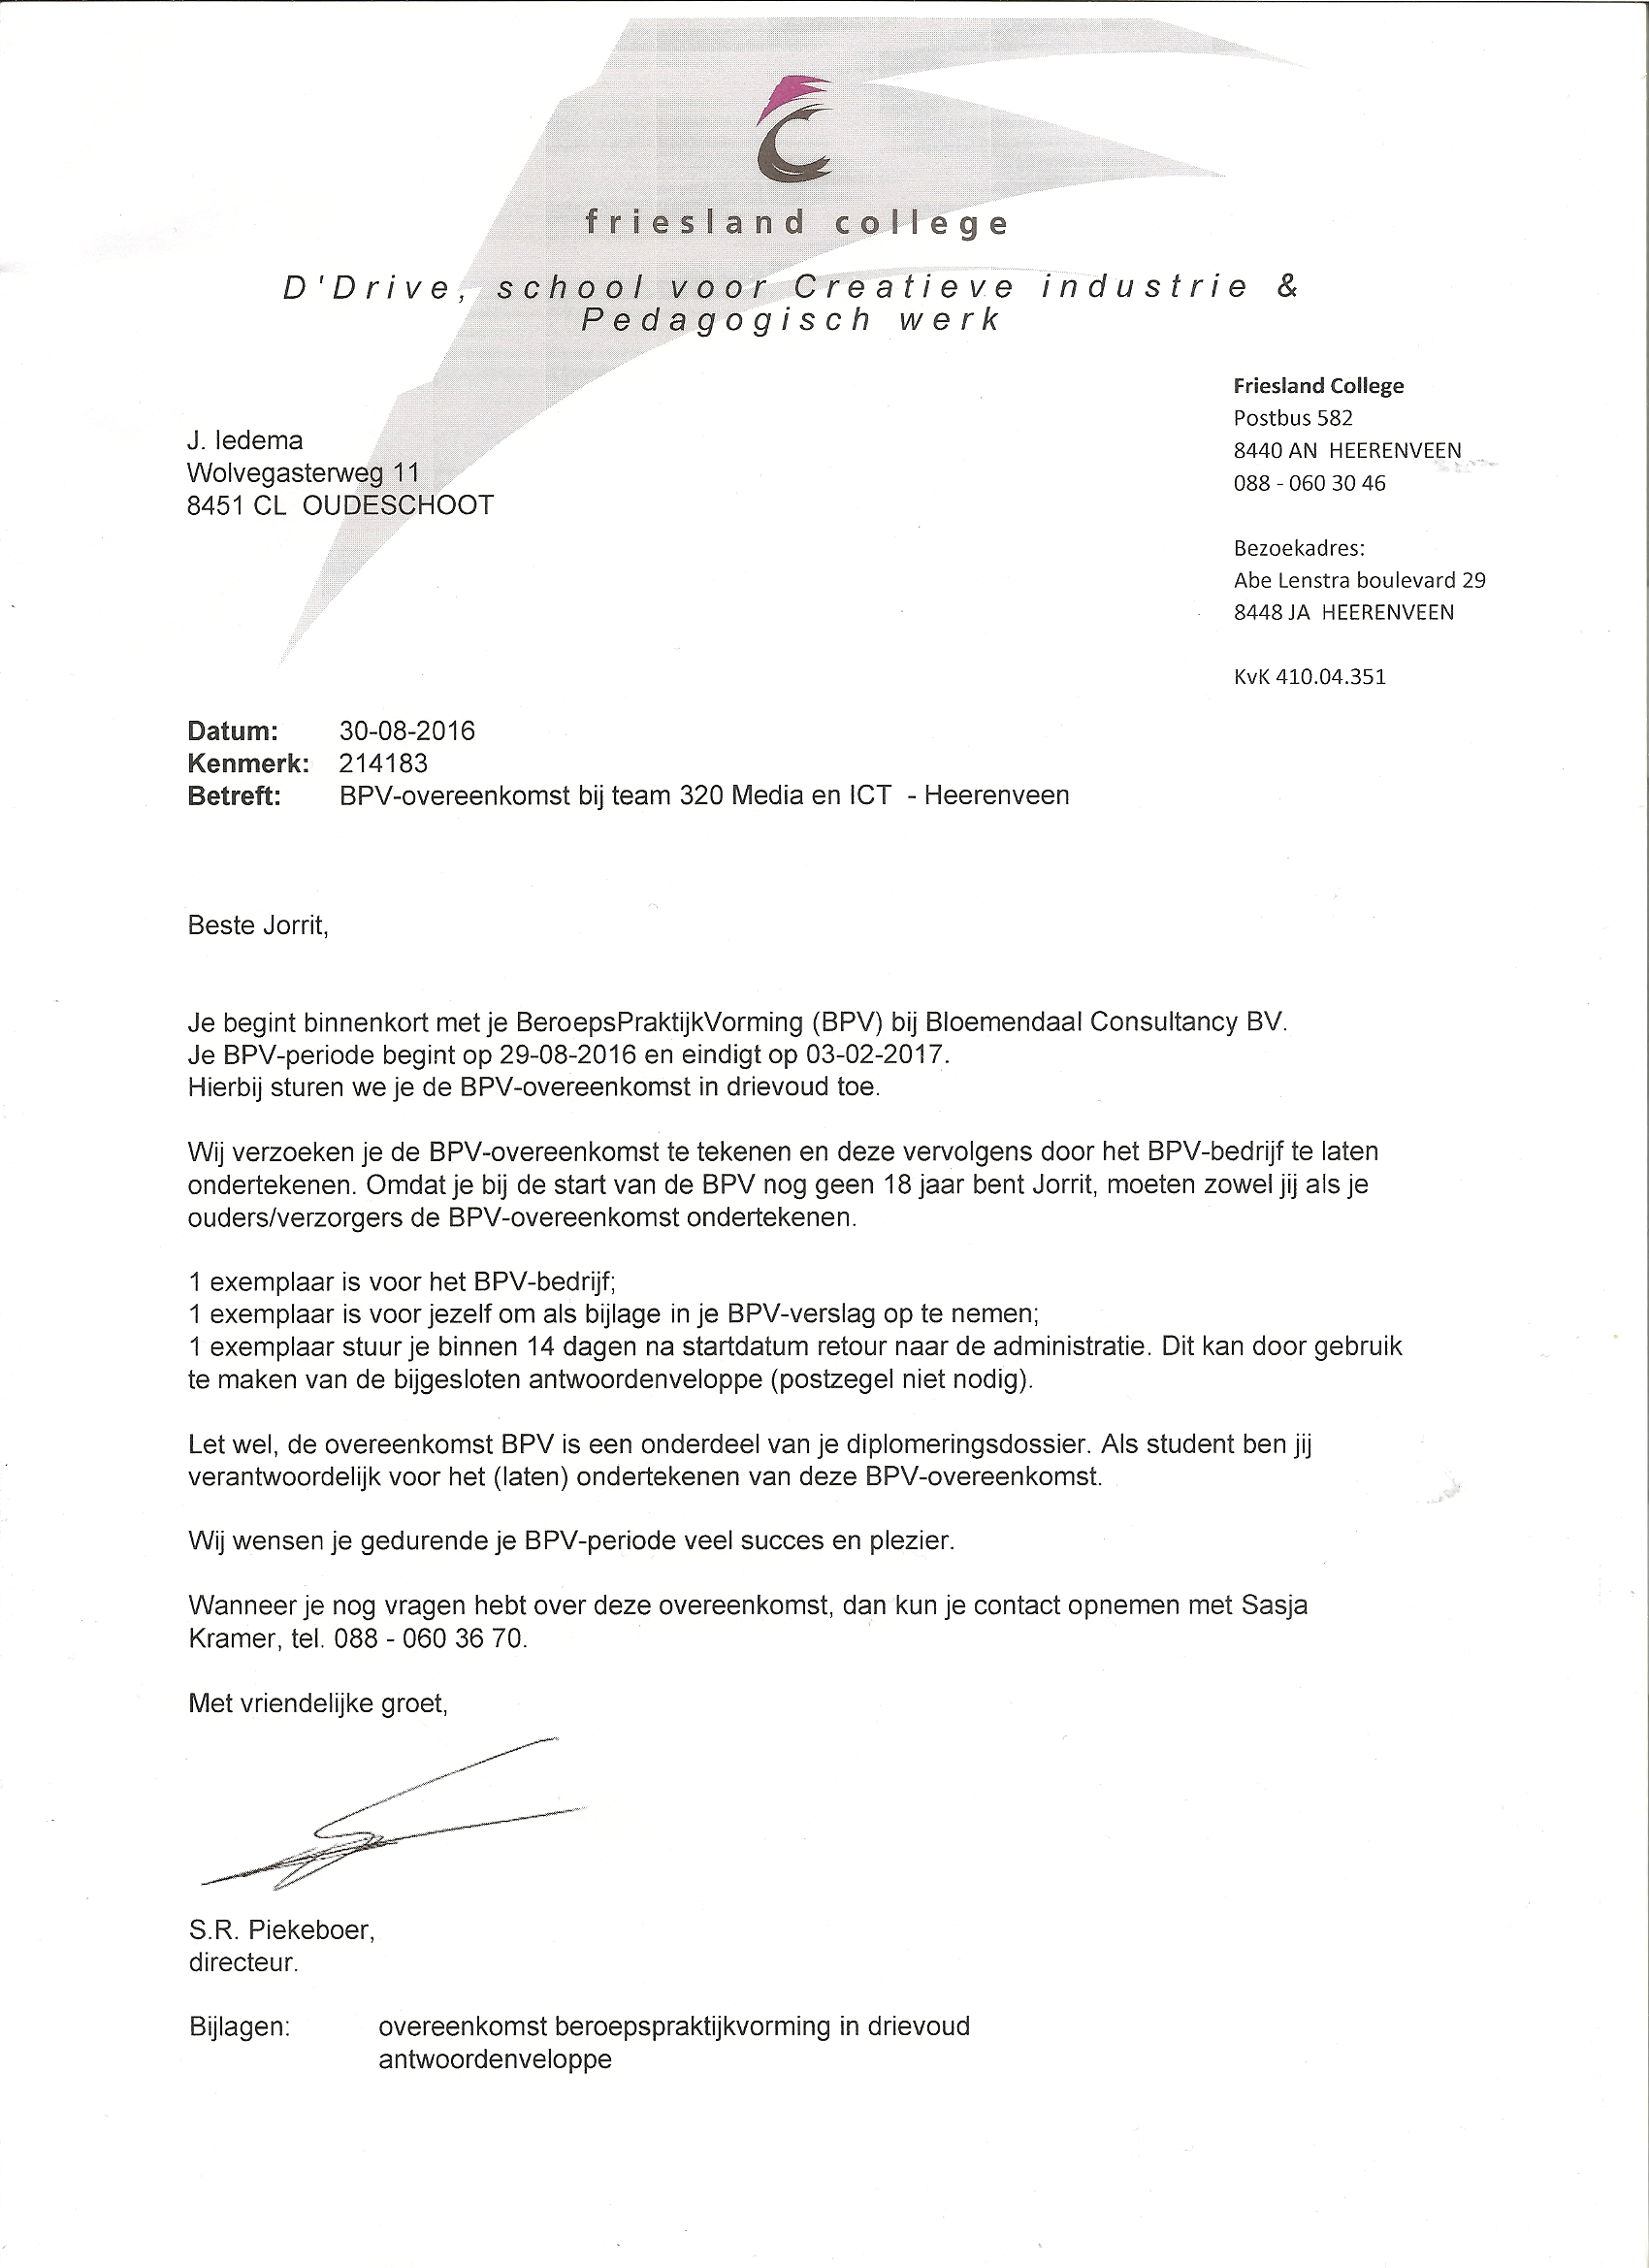 friesland college
D'Drive, school voor Creatieve industrie &
Pedagogisch werk
Friesland College
Postbus 582
8440 AN HEERENVEEN
088 - 060 30 46
Bezoekadres:
Abe Lenstra boulevard 29
8448 JA HEERENVEEN
KvK 410.04.351
J. Iedema
Wolvegasterweg 11
8451 CL OUDESCHOOT
Datum: 30-08-2016
Kenmerk: 214183
Betreft: BPV-overeenkomst bij team 320 Media en ICT - Heerenveen
Beste Jorrit,
Je begint binnenkort met je BeroepsPraktijkVorming (BPV) bij Bloemendaal Consultancy BV.
Je BPV-periode begint op 29-08-2016 en eindigt op 03-02-2017.
Hierbij sturen we je de BPV-overeenkomst in drievoud toe.
Wij verzoeken je de BPV-overeenkomst te tekenen en deze vervolgens door het BPV-bedrijf te laten
ondertekenen. Omdat je bij de start van de BPV nog geen 18 jaar bent Jorrit, moeten zowel jij als je
ouders/verzorgers de BPV-overeenkomst ondertekenen.
1 exemplaar is voor het BPV-bedrijf;
1 exemplaar is voor jezelf om als bijlage in je BPV-verslag op te nemen;
1 exemplaar stuur je binnen 14 dagen na startdatum retour naar de administratie. Dit kan door gebruik
te maken van de bijgesloten antwoordenveloppe (postzegel niet nodig).
Let wel, de overeenkomst BPV is een onderdeel van je diplomeringsdossier. Als student ben jij
verantwoordelijk voor het (laten) ondertekenen van deze BPV-overeenkomst.
Wij wensen je gedurende je BPV-periode veel succes en plezier.
Wanneer je nog vragen hebt over deze overeenkomst, dan kun je contact opnemen met Sasja
Kramer, tel. 088 - 060 36 70.
Met vriendelijke groet,
S.R. Piekeboer,
directeur.
Bijlagen: overeenkomst beroepspraktijkvorming in drievoud
antwoordenveloppe